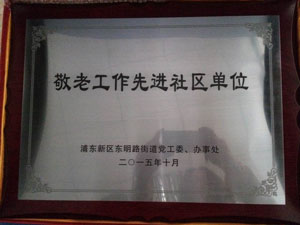 敬老工作先进社区单位
浦东新区东明路街道党工委、办事处
二〇一五年十月